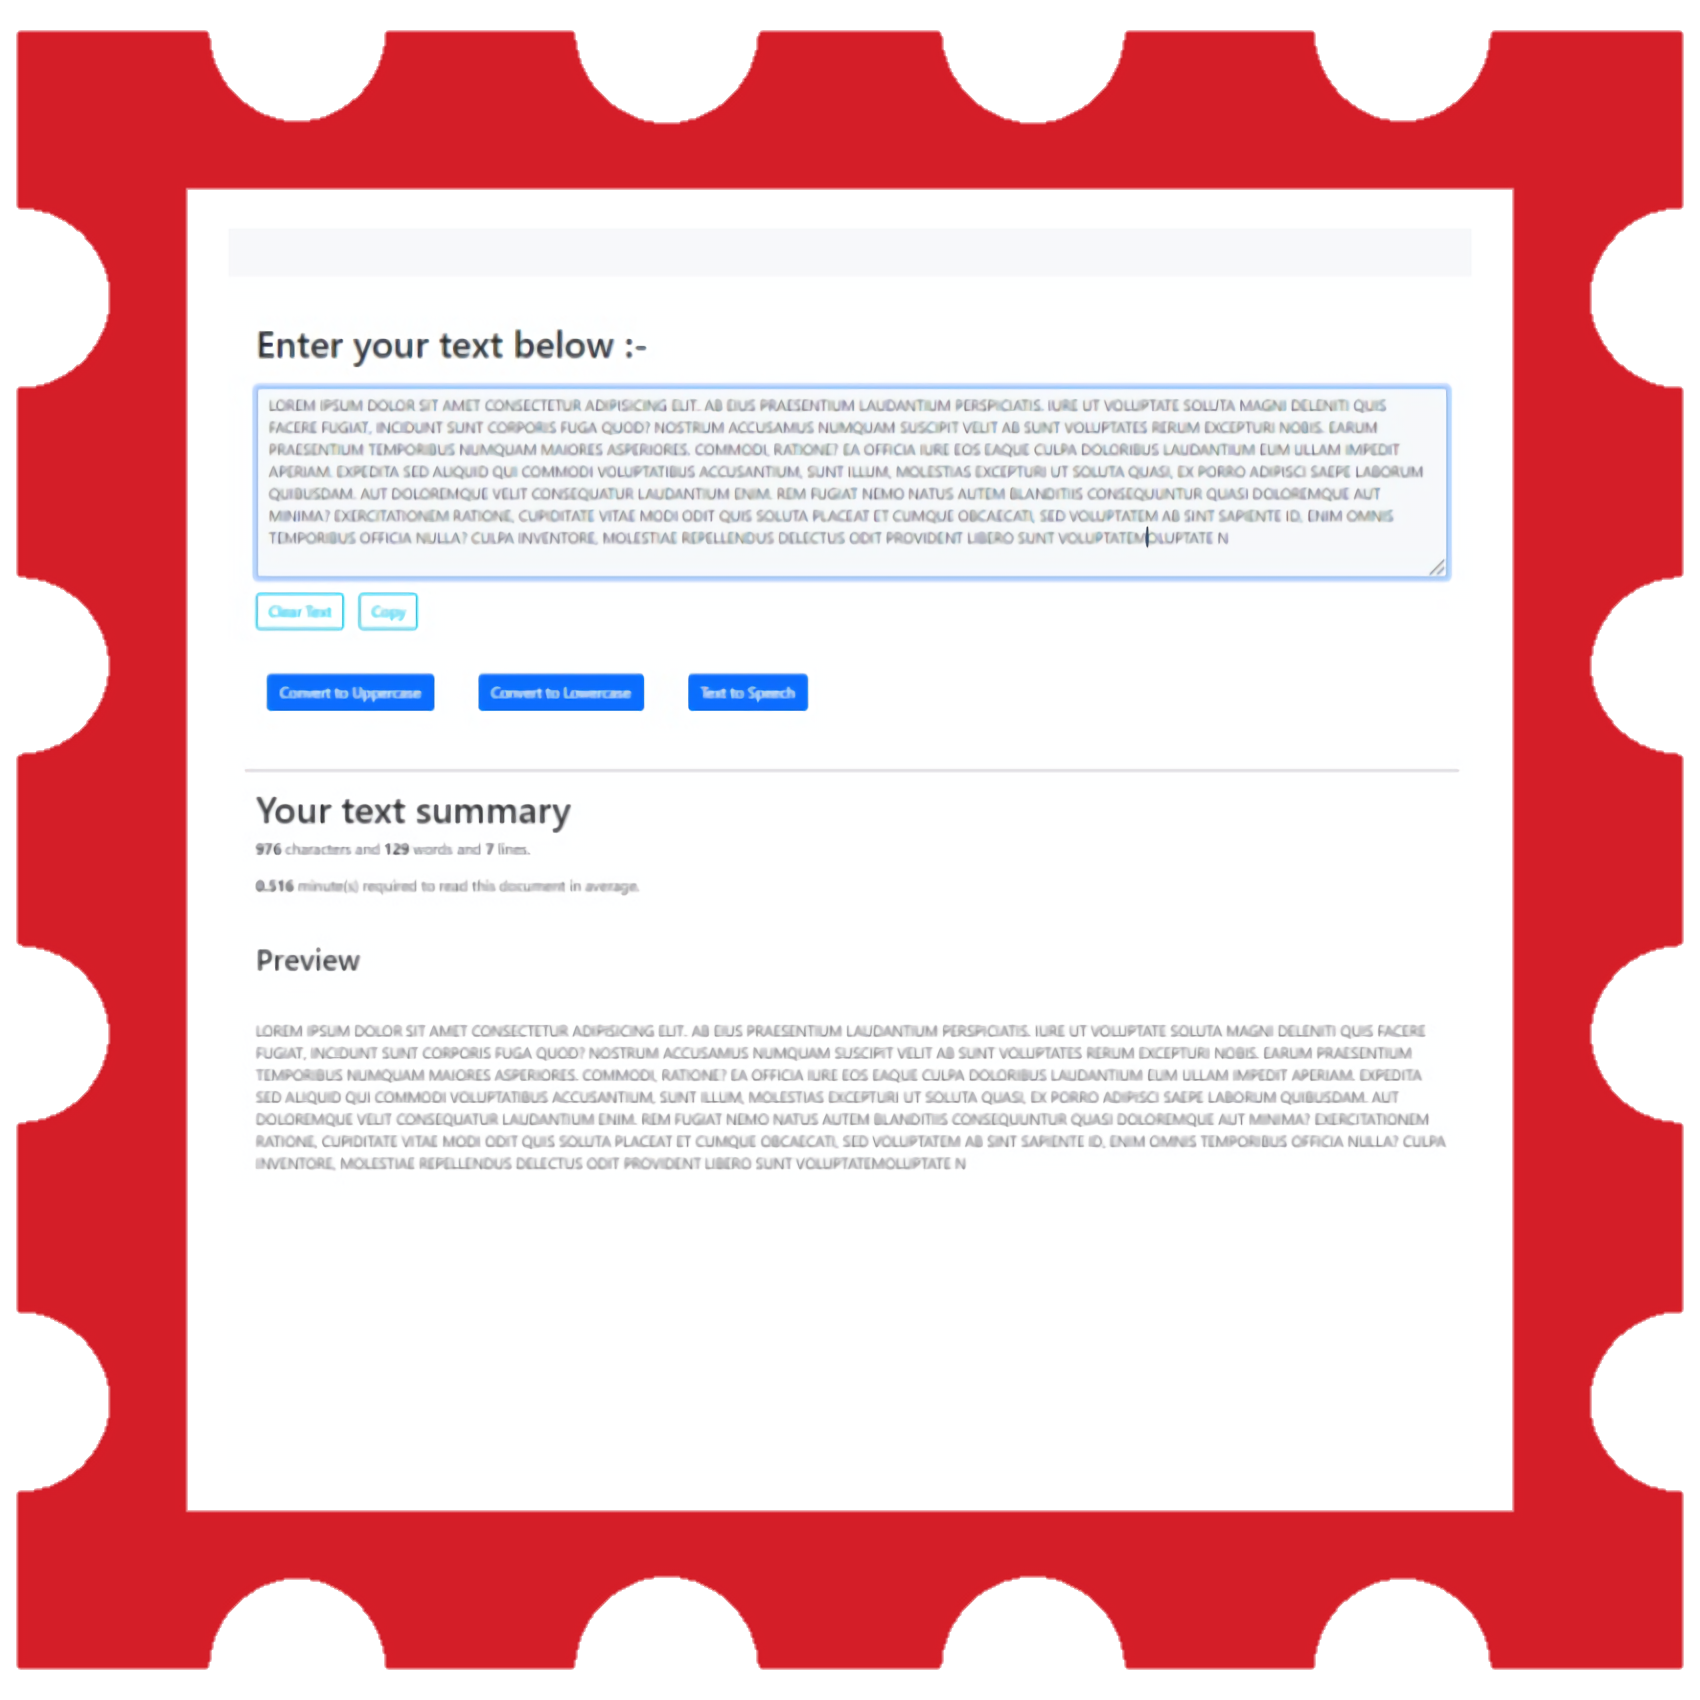 Enter your text below :-
LOREM IPSUM DOLOR SIT AMET CONSECTETUR ADIPISICING ELIT. AB EIUS PRAESENTIUM LAUDANTIUM PERSPICIATIS. IURE UT VOLUPTATE SOLUTA MAGNI DELENITI QUIS
FACERE FUGIAT, INCIDUNT SUNT CORPORIS FUGA QUOD? NOSTRUM ACCUSAMUS NUMQUAM SUSCIPIT VELIT AB SUNT VOLUPTATES RERUM EXCEPTURI NOBIS. EARUM
PRAESENTIUM TEMPORIBUS NUMQUAM MAIORES ASPERIORES. COMMODI, RATIONE? EA OFFICIA IURE EOS EAQUE CULPA DOLORIBUS LAUDANTIUM EUM ULLAM IMPEDIT
APERIAM. EXPEDITA SED ALIQUID QUI COMMODI VOLUPTATIBUS ACCUSANTIUM, SUNT ILLUM, MOLESTIAS EXCEPTURI UT SOLUTA QUASI, EX PORRO ADIPISCI SAEPE LABORUM
QUIBUSDAM. AUT DOLOREMQUE VELIT CONSEQUATUR LAUDANTIUM ENIM. REM FUGIAT NEMO NATUS AUTEM BLANDITIIS CONSEQUUNTUR QUASI DOLOREMQUE AUT
MINIMA? EXERCITATIONEM RATIONE, CUPIDITATE VITAE MODI ODIT QUIS SOLUTA PLACEAT ET CUMQUE OBCAECATI, SED VOLUPTATEM AB SINT SAPIENTE ID, ENIM OMNIS
TEMPORIBUS OFFICIA NULLA? CULPA INVENTORE, MOLESTIAE REPELLENDUS DELECTUS ODIT PROVIDENT LIBERO SUNT VOLUPTATEMOLUPTATE N
Clear Text Copy
Convert to Uppercase Convert to Lowercase Text to Speech
Your text summary
976 characters and 129 words and 7 lines.
0.516 minute(s) required to read this document in average.
Preview
LOREM IPSUM DOLOR SIT AMET CONSECTETUR ADIPISICING ELIT. AB EIUS PRAESENTIUM LAUDANTIUM PERSPICIATIS. IURE UT VOLUPTATE SOLUTA MAGNI DELENITI QUIS FACERE
FUGIAT, INCIDUNT SUNT CORPORIS FUGA QUOD? NOSTRUM ACCUSAMUS NUMQUAM SUSCIPIT VELIT AB SUNT VOLUPTATES RERUM EXCEPTURI NOBIS. EARUM PRAESENTIUM
TEMPORIBUS NUMQUAM MAIORES ASPERIORES. COMMODI, RATIONE? EA OFFICIA IURE EOS EAQUE CULPA DOLORIBUS LAUDANTIUM EUM ULLAM IMPEDIT APERIAM. EXPEDITA
SED ALIQUID QUI COMMODI VOLUPTATIBUS ACCUSANTIUM, SUNT ILLUM, MOLESTIAS EXCEPTURI UT SOLUTA QUASI, EX PORRO ADIPISCI SAEPE LABORUM QUIBUSDAM. AUT
DOLOREMQUE VELIT CONSEQUATUR LAUDANTIUM ENIM. REM FUGIAT NEMO NATUS AUTEM BLANDITIIS CONSEQUUNTUR QUASI DOLOREMQUE AUT MINIMA? EXERCITATIONEM
RATIONE, CUPIDITATE VITAE MODI ODIT QUIS SOLUTA PLACEAT ET CUMQUE OBCAECATI, SED VOLUPTATEM AB SINT SAPIENTE ID, ENIM OMNIS TEMPORIBUS OFFICIA NULLA? CULPA
INVENTORE, MOLESTIAE REPELLENDUS DELECTUS ODIT PROVIDENT LIBERO SUNT VOLUPTATEMOLUPTATE N